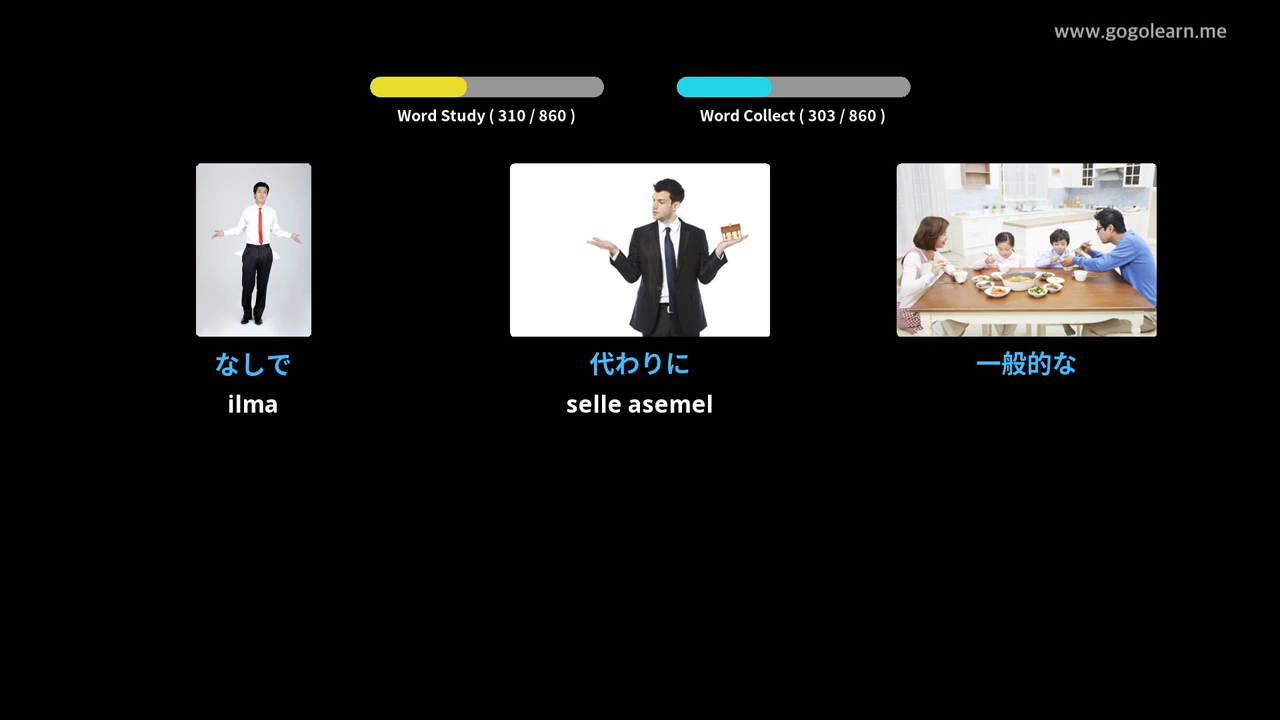 www.gogolearn.me
Word Study ( 310 / 860 )
Word Collect ( 303 / 860 )
なしで
代わりに
一般的な
ilma
selle asemel